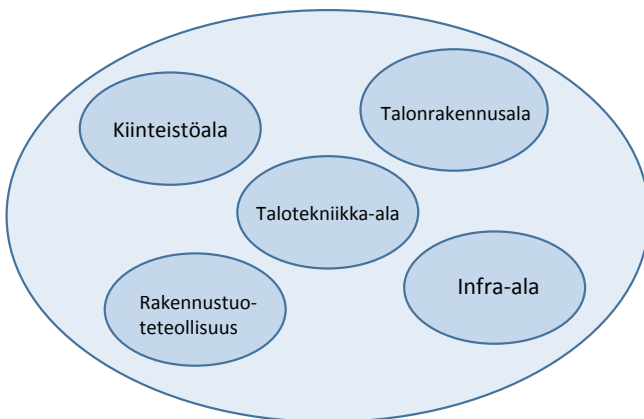 Kiinteistöala
Talonrakennusala
Talotekniikka-ala
Rakennustuo-
teteollisuus
Infra-ala